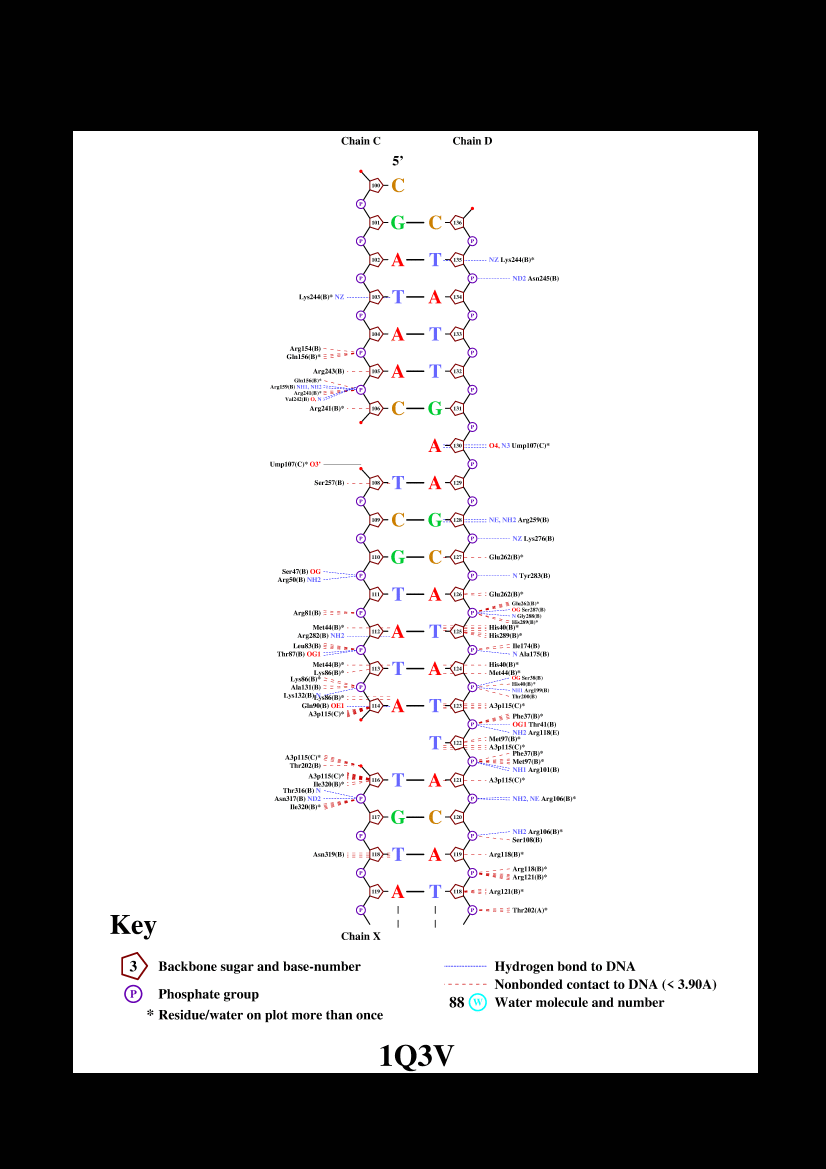 Chain C Chain D
5'
100 C
P
101 G C 136
P P
102 A T 135 NZ Lys244(B)*
P P ND2 Asn245(B)
Lys244(B)* NZ 103 T A 134
P P
104 A T 133
Arg154(B)
Gln156(B)* P P
Arg243(B) 105 A T 132
Gln156(B)*
Arg159(B) NH1, NH2 P P
Arg241(B)*
Val242(B) O, N
Arg241(B)* 106 C G 131
P
A 130 O4, N3 Ump107(C)*
Ump107(C)* O3' P
Ser257(B) 108 T A 129
P P
109 C G 128 NE, NH2 Arg259(B)
P P NZ Lys276(B)
110 G C 127 Glu262(B)*
Ser47(B) OG
Arg50(B) NH2 P P N Tyr283(B)
111 T A 126 Glu262(B)*
Glu262(B)*
OG Ser287(B)
Arg81(B) P P N Gly288(B)
His289(B)*
Met44(B)* His40(B)*
112 A T 125
Arg282(B) NH2 His289(B)*
Leu83(B) Ile174(B)
P P
Thr87(B) OG1 N Ala175(B)
Met44(B)* His40(B)*
113 T A 124
Lys86(B)* Met44(B)*
Lys86(B)* OG Ser38(B)
His40(B)*
Ala131(B) P P NH1 Arg199(B)
Lys132(B) N Thr200(B)
Lys86(B)*
Gln90(B) OE1 114 A T 123 A3p115(C)*
A3p115(C)*
Phe37(B)*
P OG1 Thr41(B)
NH2 Arg118(E)
Met97(B)*
T 122
A3p115(C)*
Phe37(B)*
A3p115(C)* P Met97(B)*
Thr202(B) NH1 Arg101(B)
A3p115(C)* 116 T A 121 A3p115(C)*
Ile320(B)*
Thr316(B) N
Asn317(B) ND2 P P NH2, NE Arg106(B)*
Ile320(B)*
117 G C 120
P P NH2 Arg106(B)*
Ser108(B)
Asn319(B) 118 T A 119 Arg118(B)*
P P Arg118(B)*
Arg121(B)*
119 A T 118 Arg121(B)*
P P Thr202(A)*
Key
Chain X
3 Backbone sugar and base-number
P Phosphate group
* Residue/water on plot more than once
Hydrogen bond to DNA
Nonbonded contact to DNA (< 3.90A)
88 W Water molecule and number
1Q3V